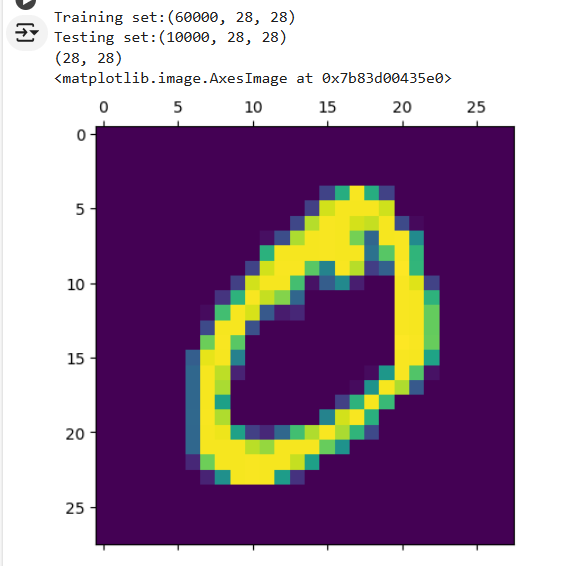 Training set:(60000, 28, 28)
Testing set:(10000, 28, 28)
(28, 28)
<matplotlib.image.AxesImage at 0x7b83d00435e0>
0 5 10 15 20 25
0
5
10
15
20
25